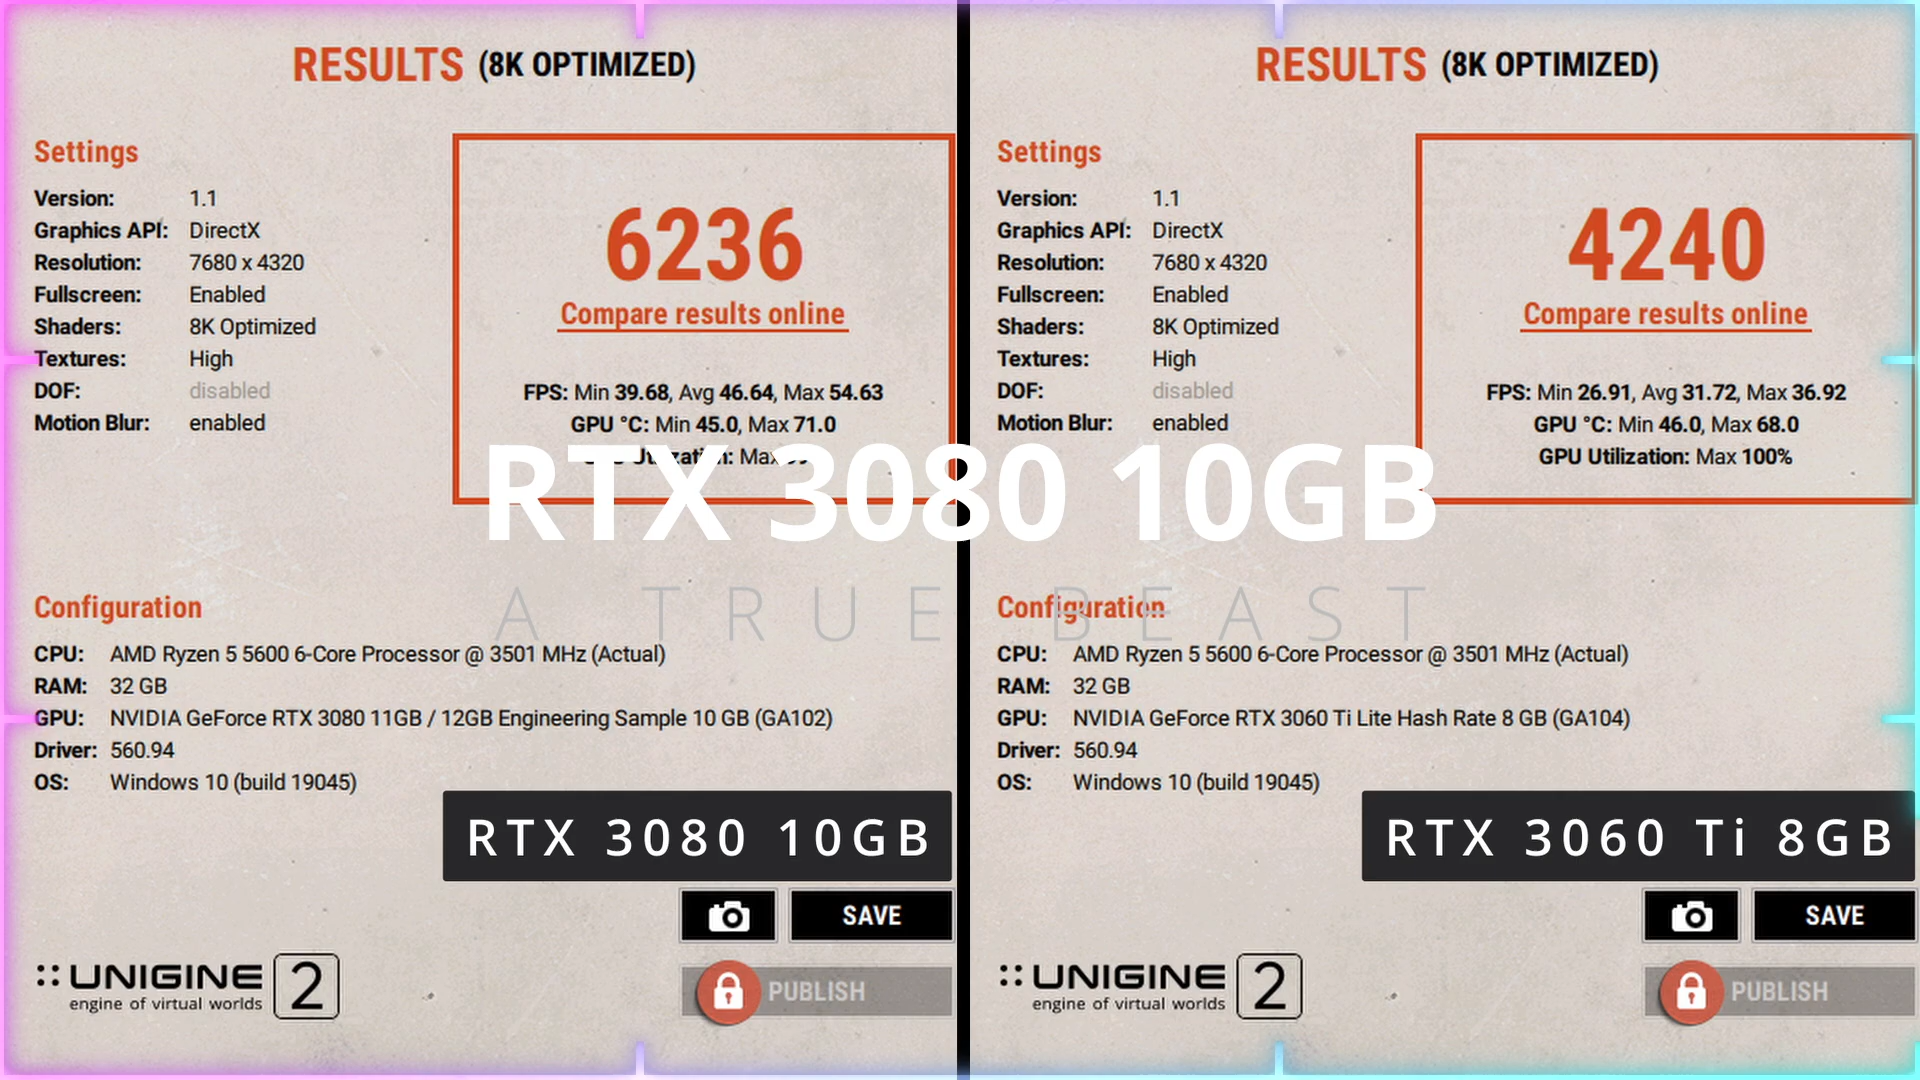 RESULTS (8K OPTIMIZED)
Settings
Version: 1.1
Graphics API: DirectX
Resolution: 7680 x 4320
Fullscreen: Enabled
Shaders: 8K Optimized
Textures: High
DOF: disabled
Motion Blur: enabled
6236
Compare results online
FPS: Min 39.68, Avg 46.64, Max 54.63
GPU °C: Min 45.0, Max 71.0
Utilization: Max
Configuration
CPU: AMD Ryzen 5 5600 6-Core Processor @ 3501 MHz (Actual)
RAM: 32 GB
GPU: NVIDIA GeForce RTX 3080 11GB / 12GB Engineering Sample 10 GB (GA102)
Driver: 560.94
OS: Windows 10 (build 19045)
RTX 3080 10GB
SAVE
UNIGINE 2
engine of virtual worlds
PUBLISH
RTX 3080 10GB
A TRUE BEAST
RESULTS (8K OPTIMIZED)
Settings
Version: 1.1
Graphics API: DirectX
Resolution: 7680 x 4320
Fullscreen: Enabled
Shaders: 8K Optimized
Textures: High
DOF: disabled
Motion Blur: enabled
4240
Compare results online
FPS: Min 26.91, Avg 31.72, Max 36.92
GPU °C: Min 46.0, Max 68.0
GPU Utilization: Max 100%
Configuration
CPU: AMD Ryzen 5 5600 6-Core Processor @ 3501 MHz (Actual)
RAM: 32 GB
GPU: NVIDIA GeForce RTX 3060 Ti Lite Hash Rate 8 GB (GA104)
Driver: 560.94
OS: Windows 10 (build 19045)
RTX 3060 Ti 8GB
SAVE
UNIGINE 2
engine of virtual worlds
PUBLISH